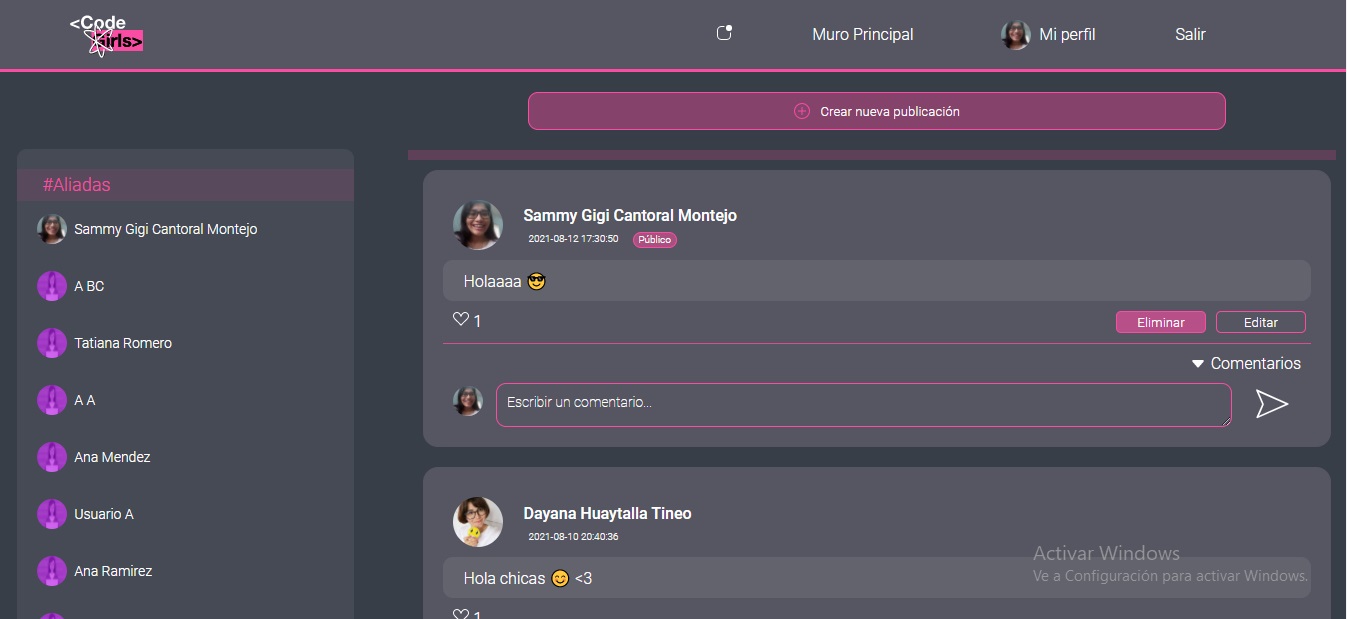 <Code
Girls>
Muro Principal
Mi perfil
Salir
Crear nueva publicación
#Aliadas
Sammy Gigi Cantoral Montejo
A BC
Tatiana Romero
A A
Ana Mendez
Usuario A
Ana Ramirez
Sammy Gigi Cantoral Montejo
2021-08-12 17:30:50 Público
Holaaaa 😎
1
Eliminar
Editar
Comentarios
Escribir un comentario...
Dayana Huaytalla Tineo
2021-08-10 20:40:36
Hola chicas 😊 <3
1
Activar Windows
Ve a Configuración para activar Windows.